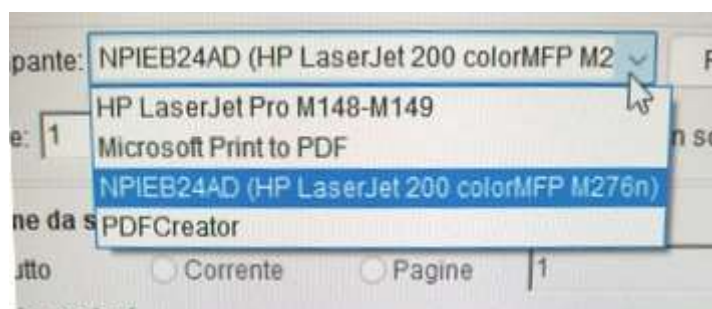 pante: NPIEB24AD (HP LaserJet 200 colorMFP M2
HP LaserJet Pro M148-M149
e: 1
Microsoft Print to PDF
NPIEB24AD (HP LaserJet 200 colorMFP M276n)
ne da s
PDFCreator
utto Corrente Pagine 1